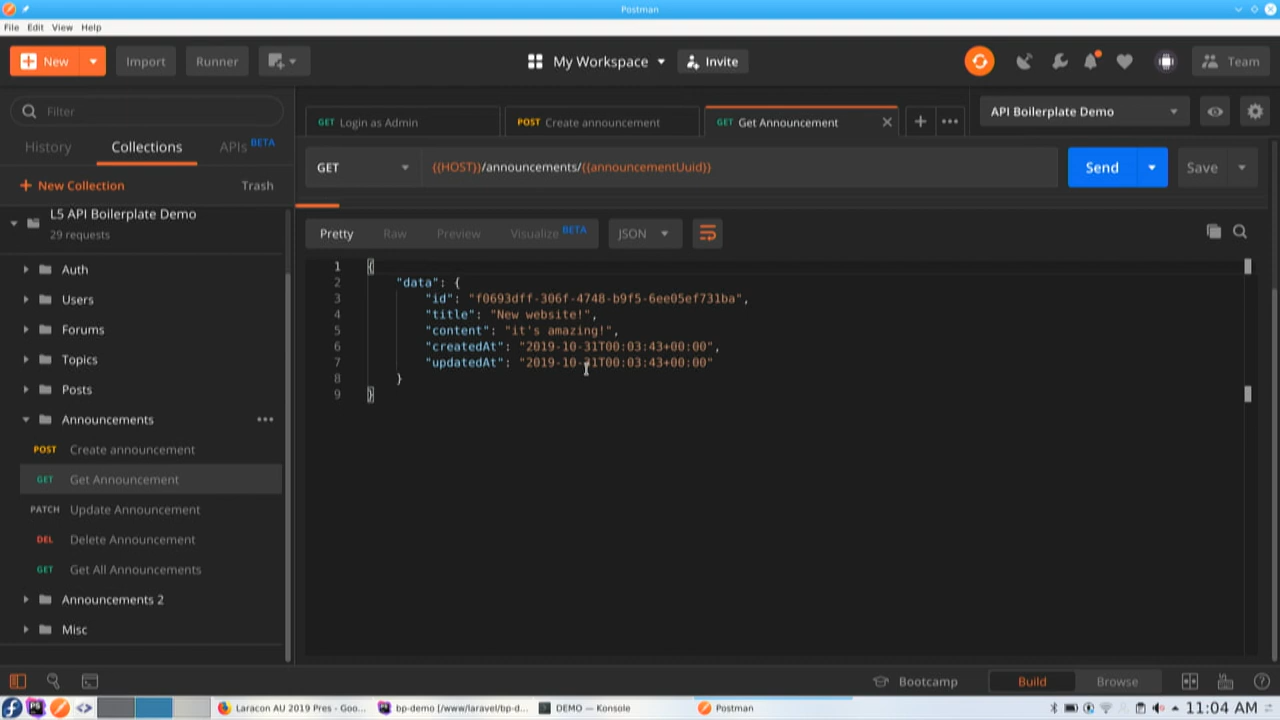 Postman
File Edit View Help
New Import Runner My Workspace Invite Team
Filter
GET Login as Admin POST Create announcement GET Get Announcement API Boilerplate Demo
History Collections APIs BETA
GET {{HOST}}/announcements/{{announcementUuid}} Send Save
+ New Collection Trash
L5 API Boilerplate Demo
29 requests
Pretty Raw Preview Visualize BETA JSON
Auth
Users
Forums
Topics
Posts
Announcements
POST Create announcement
GET Get Announcement
PATCH Update Announcement
DEL Delete Announcement
GET Get All Announcements
Announcements 2
Misc
1 {
2 "data": {
3 "id": "f0693dff-306f-4748-b9f5-6ee05ef731ba",
4 "title": "New website!",
5 "content": "it's amazing!",
6 "createdAt": "2019-10-31T00:03:43+00:00",
7 "updatedAt": "2019-10-31T00:03:43+00:00"
8 }
9 }
Bootcamp Build Browse
Laracon AU 2019 Pres - Goo... bp-demo [/www/laravel/bp-d... DEMO — Konsole Postman 11:04 AM